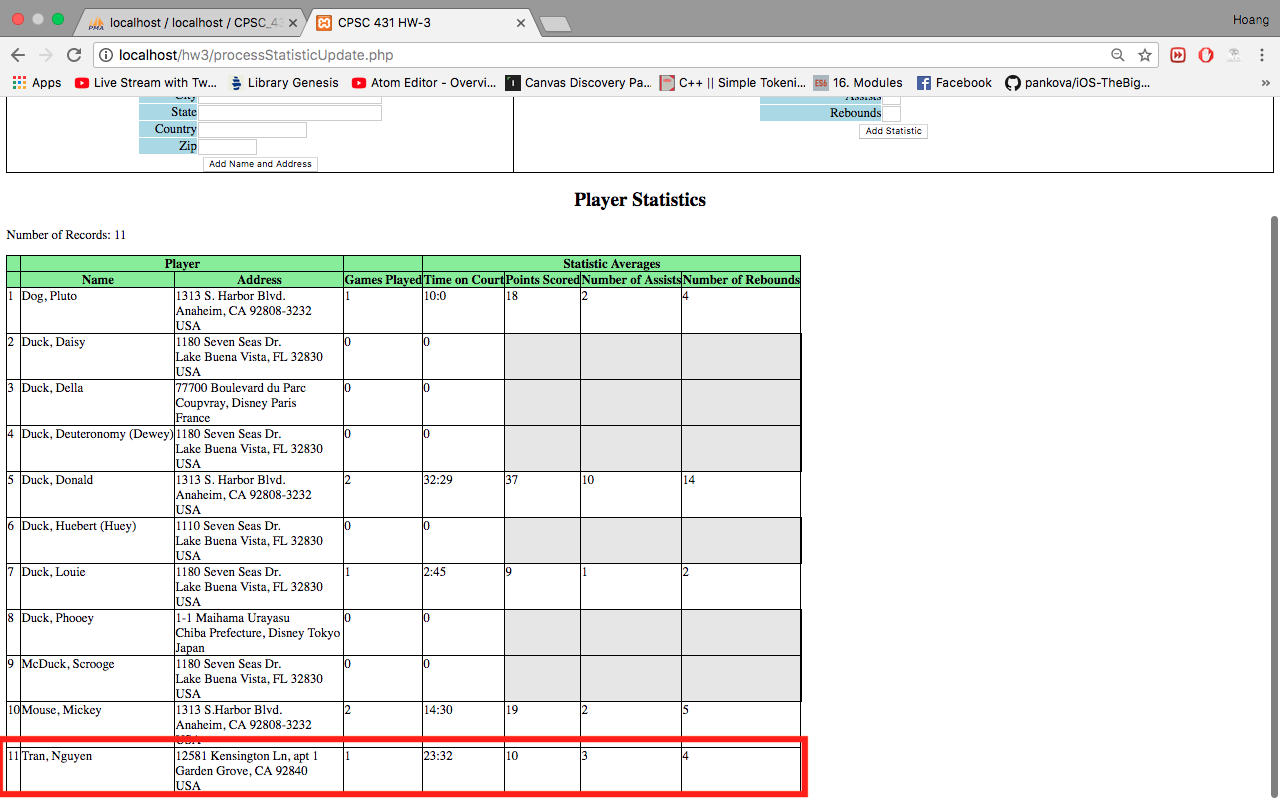 localhost / localhost / CPSC_43
CPSC 431 HW-3
Hoang
localhost/hw3/processStatisticUpdate.php
Apps
Live Stream with Tw...
Library Genesis
Atom Editor - Overvi...
Canvas Discovery Pa...
C++ || Simple Tokeni...
16. Modules
Facebook
pankova/iOS-TheBig...
»
City
State
Country
Zip
Add Name and Address
Assists
Rebounds
Add Statistic
Player Statistics
Number of Records: 11
Player Statistic Averages
Name Address Games Played Time on Court Points Scored Number of Assists Number of Rebounds
1 Dog, Pluto 1313 S. Harbor Blvd. 1 10:0 18 2 4
Anaheim, CA 92808-3232
USA
2 Duck, Daisy 1180 Seven Seas Dr. 0 0
Lake Buena Vista, FL 32830
USA
3 Duck, Della 77700 Boulevard du Parc 0 0
Coupvray, Disney Paris
France
4 Duck, Deuteronomy (Dewey) 1180 Seven Seas Dr. 0 0
Lake Buena Vista, FL 32830
USA
5 Duck, Donald 1313 S. Harbor Blvd. 2 32:29 37 10 14
Anaheim, CA 92808-3232
USA
6 Duck, Huebert (Huey) 1110 Seven Seas Dr. 0 0
Lake Buena Vista, FL 32830
USA
7 Duck, Louie 1180 Seven Seas Dr. 1 2:45 9 1 2
Lake Buena Vista, FL 32830
USA
8 Duck, Phooey 1-1 Maihama Urayasu 0 0
Chiba Prefecture, Disney Tokyo
Japan
9 McDuck, Scrooge 1180 Seven Seas Dr. 0 0
Lake Buena Vista, FL 32830
USA
10 Mouse, Mickey 1313 S.Harbor Blvd. 2 14:30 19 2 5
Anaheim, CA 92808-3232
USA
11 Tran, Nguyen 12581 Kensington Ln, apt 1 1 23:32 10 3 4
Garden Grove, CA 92840
USA